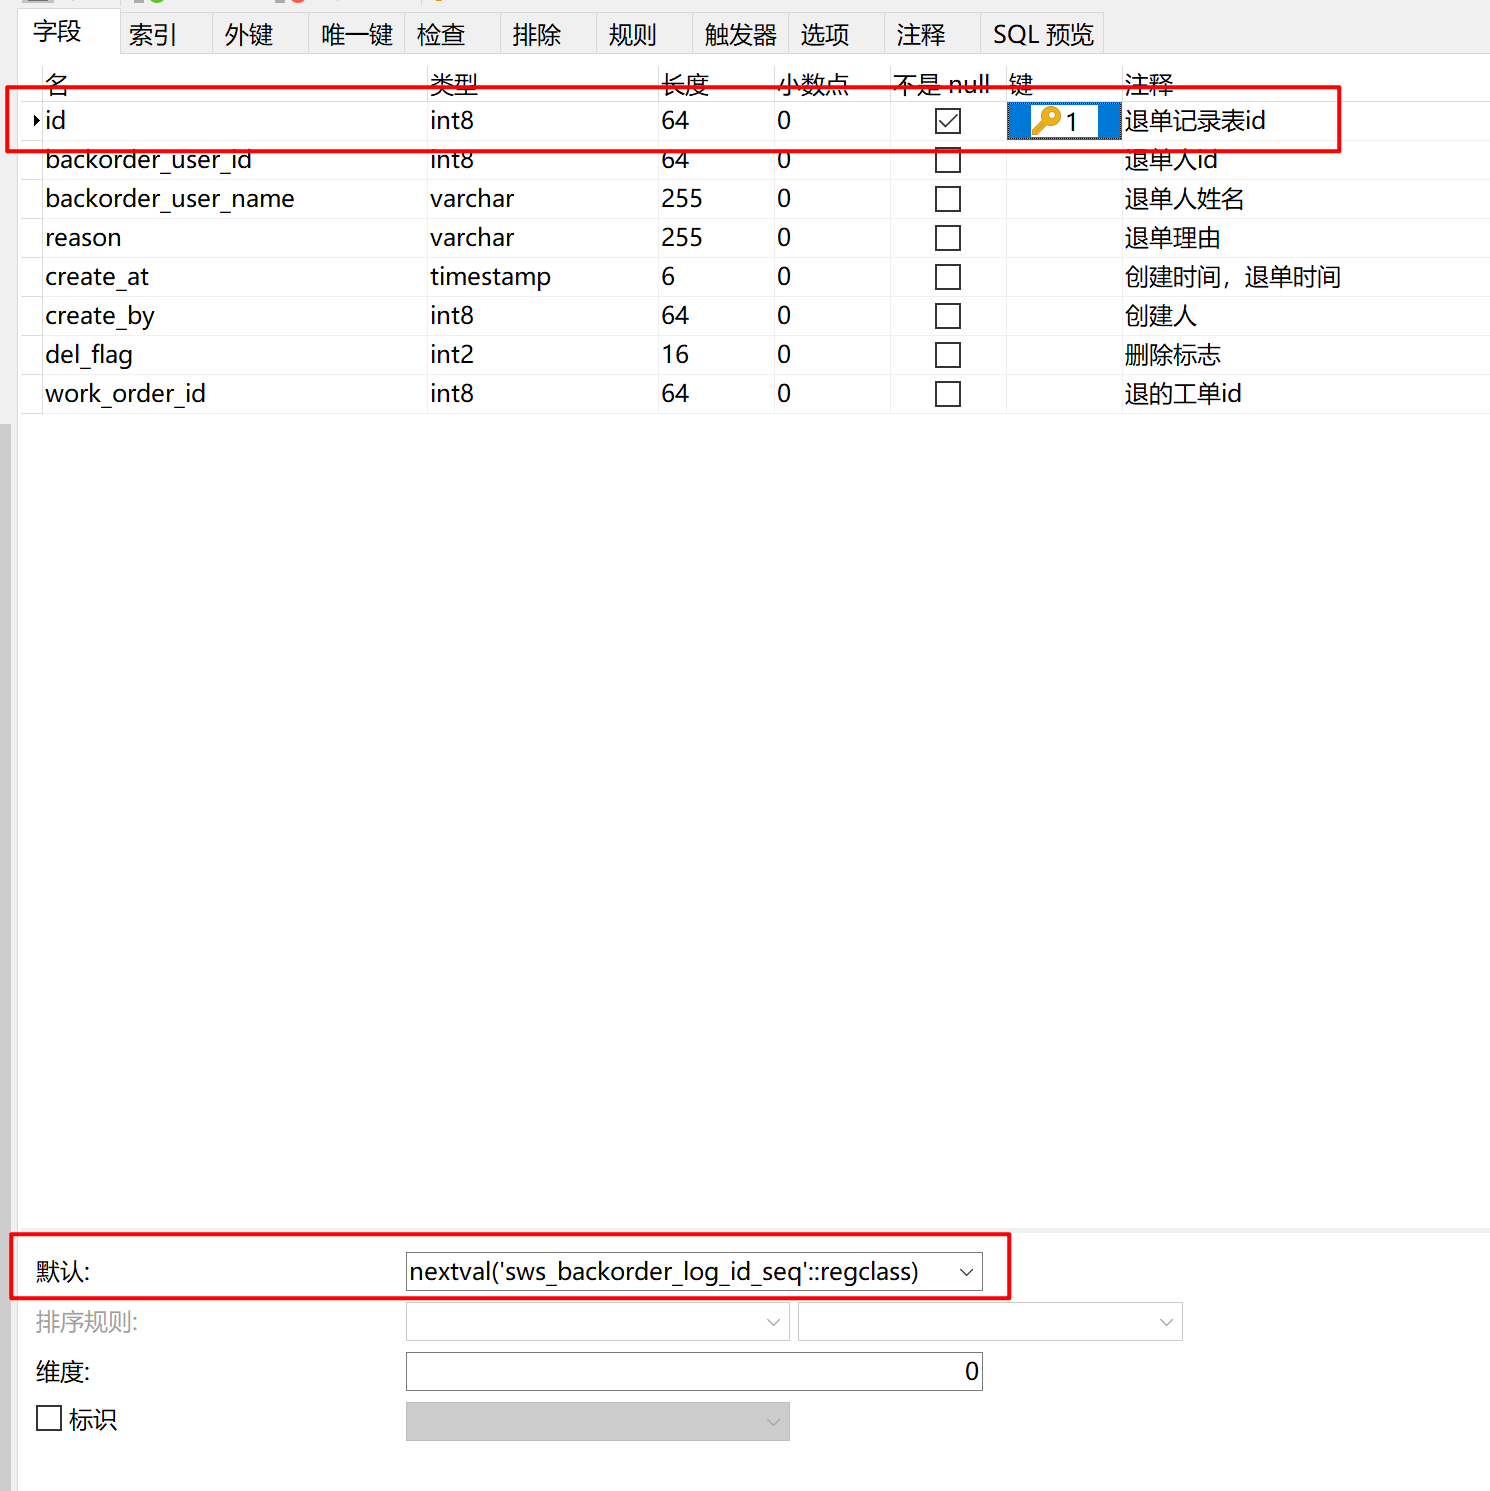 字段 索引 外键 唯一键 检查 排除 规则 触发器 选项 注释 SQL 预览
名 类型 长度 小数点 不是 null 键 注释
id int8 64 0 1 退单记录表id
backorder_user_id int8 64 0 退单人id
backorder_user_name varchar 255 0 退单人姓名
reason varchar 255 0 退单理由
create_at timestamp 6 0 创建时间，退单时间
create_by int8 64 0 创建人
del_flag int2 16 0 删除标志
work_order_id int8 64 0 退的工单id
默认: nextval('sws_backorder_log_id_seq'::regclass)
排序规则:
维度: 0
标识